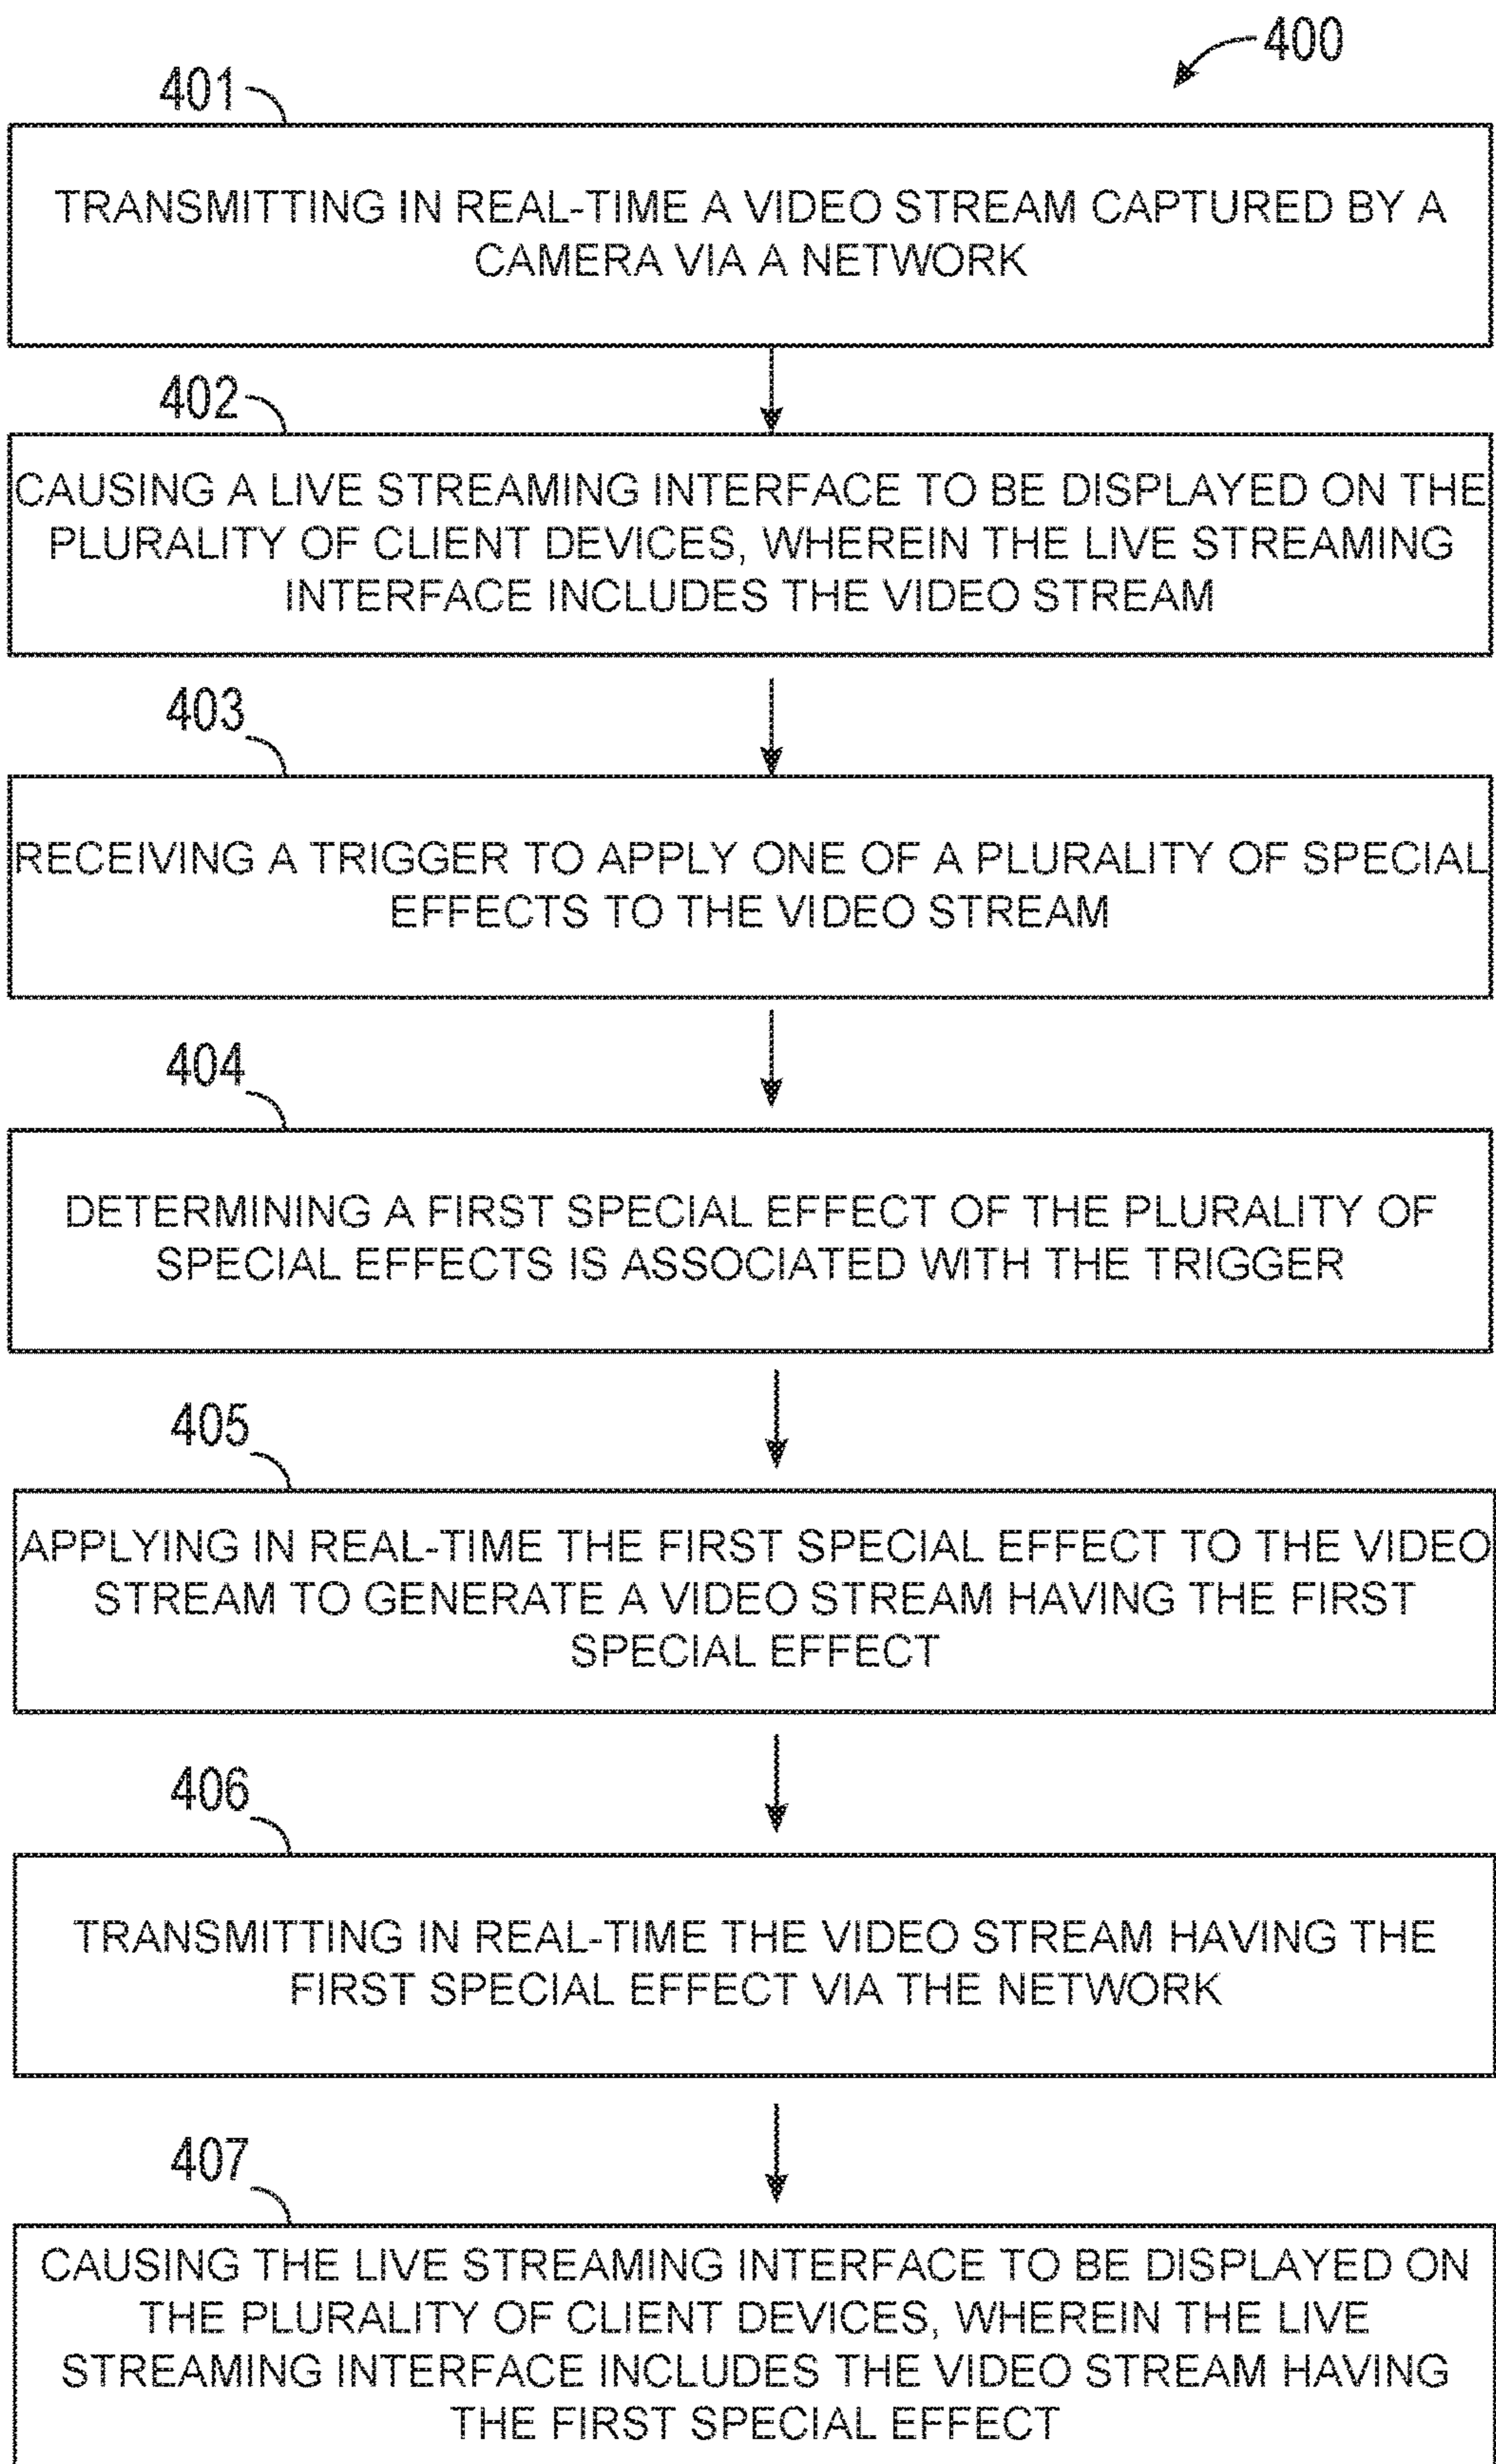 400
401
TRANSMITTING IN REAL-TIME A VIDEO STREAM CAPTURED BY A
CAMERA VIA A NETWORK
402
CAUSING A LIVE STREAMING INTERFACE TO BE DISPLAYED ON THE
PLURALITY OF CLIENT DEVICES, WHEREIN THE LIVE STREAMING
INTERFACE INCLUDES THE VIDEO STREAM
403
RECEIVING A TRIGGER TO APPLY ONE OF A PLURALITY OF SPECIAL
EFFECTS TO THE VIDEO STREAM
404
DETERMINING A FIRST SPECIAL EFFECT OF THE PLURALITY OF
SPECIAL EFFECTS IS ASSOCIATED WITH THE TRIGGER
405
APPLYING IN REAL-TIME THE FIRST SPECIAL EFFECT TO THE VIDEO
STREAM TO GENERATE A VIDEO STREAM HAVING THE FIRST
SPECIAL EFFECT
406
TRANSMITTING IN REAL-TIME THE VIDEO STREAM HAVING THE
FIRST SPECIAL EFFECT VIA THE NETWORK
407
CAUSING THE LIVE STREAMING INTERFACE TO BE DISPLAYED ON
THE PLURALITY OF CLIENT DEVICES, WHEREIN THE LIVE
STREAMING INTERFACE INCLUDES THE VIDEO STREAM HAVING
THE FIRST SPECIAL EFFECT